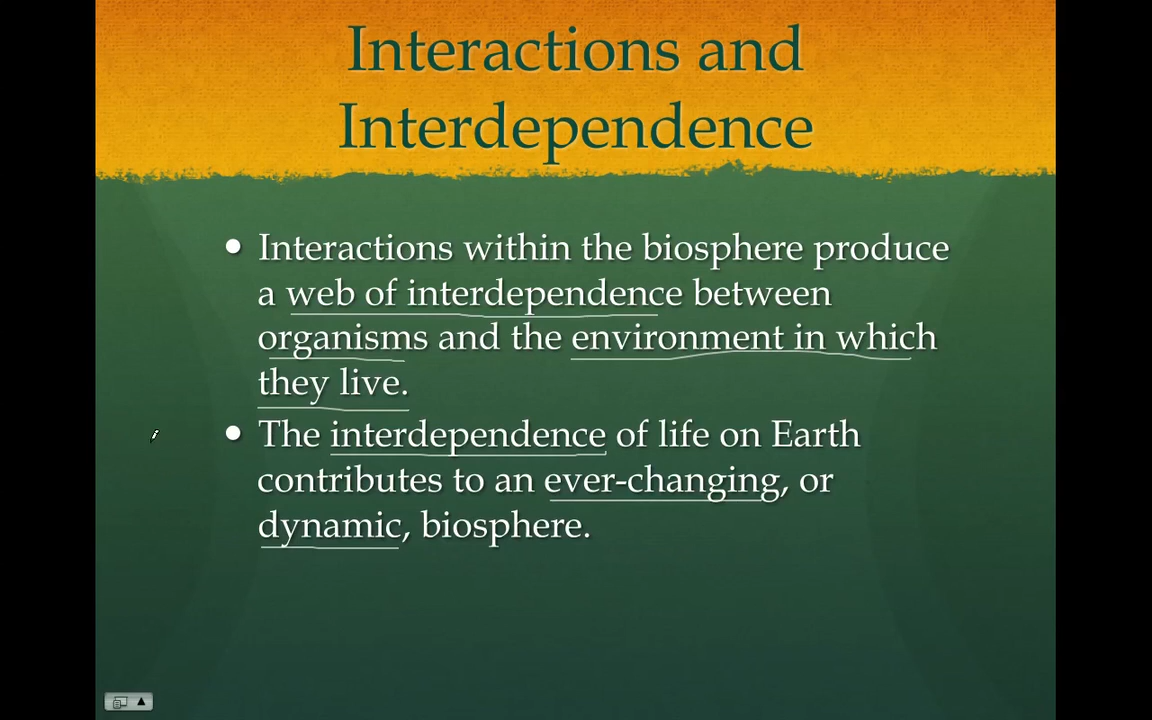 Interactions and
Interdependence
• Interactions within the biosphere produce
a web of interdependence between
organisms and the environment in which
they live.
• The interdependence of life on Earth
contributes to an ever-changing, or
dynamic, biosphere.